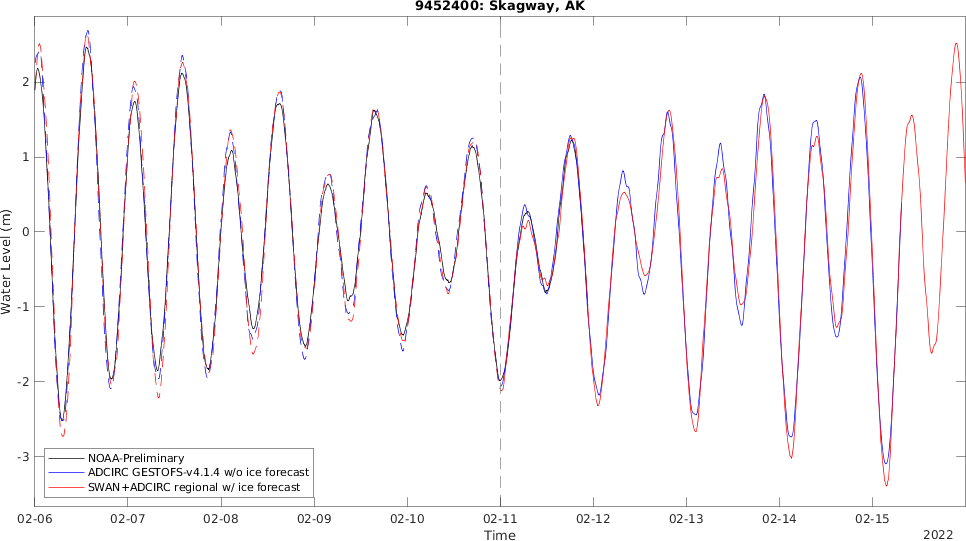 9452400: Skagway, AK
Water Level (m)
2
1
0
-1
-2
-3
NOAA-Preliminary
ADCIRC GESTOFS-v4.1.4 w/o ice forecast
SWAN+ADCIRC regional w/ ice forecast
02-06 02-07 02-08 02-09 02-10 02-11 02-12 02-13 02-14 02-15
Time
2022